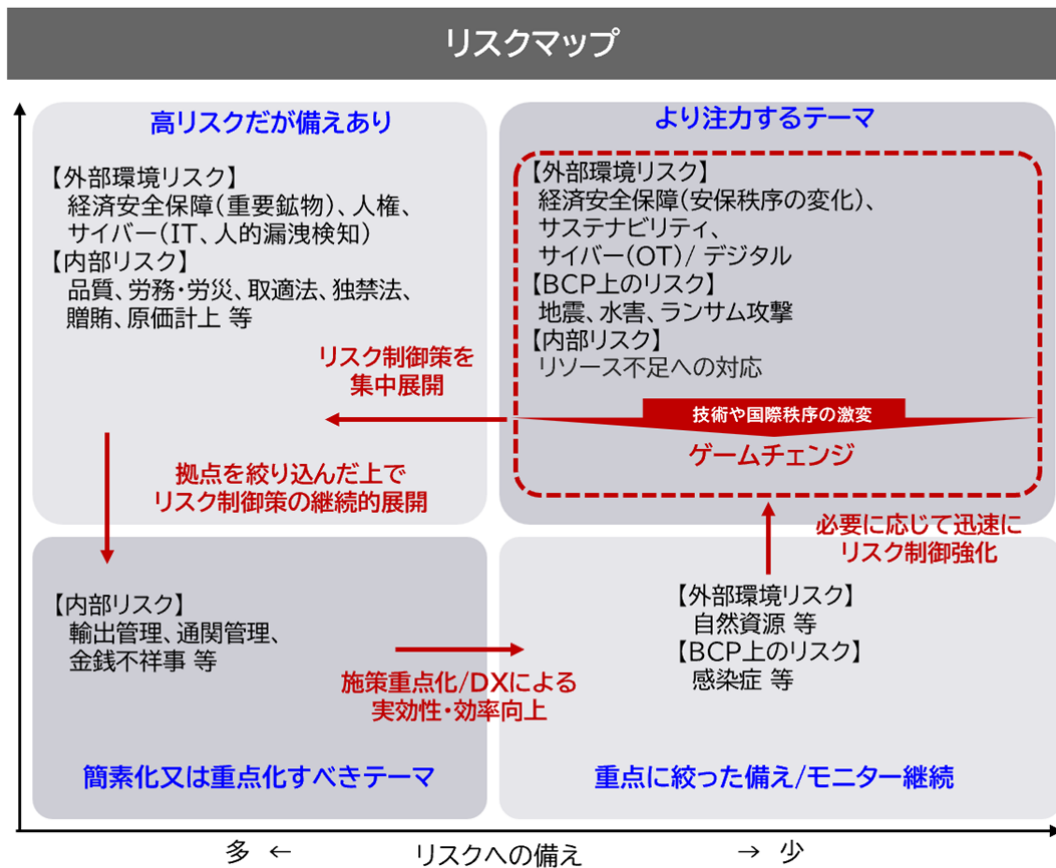 リスクマップ
高リスクだが備えあり
【外部環境リスク】
経済安全保障(重要鉱物)、人権、
サイバー(IT、人的漏洩検知)
【内部リスク】
品質、労務・労災、取適法、独禁法、
贈賄、原価計上 等
より注力するテーマ
【外部環境リスク】
経済安全保障(安保秩序の変化)、
サステナビリティ、
サイバー(OT)/ デジタル
【BCP上のリスク】
地震、水害、ランサム攻撃
【内部リスク】
リソース不足への対応
技術や国際秩序の激変
ゲームチェンジ
リスク制御策を
集中展開
拠点を絞り込んだ上で
リスク制御策の継続的展開
必要に応じて迅速に
リスク制御強化
【内部リスク】
輸出管理、通関管理、
金銭不祥事 等
施策重点化/DXによる
実効性・効率向上
簡素化又は重点化すべきテーマ
【外部環境リスク】
自然資源 等
【BCP上のリスク】
感染症 等
重点に絞った備え/モニター継続
多 ← リスクへの備え → 少